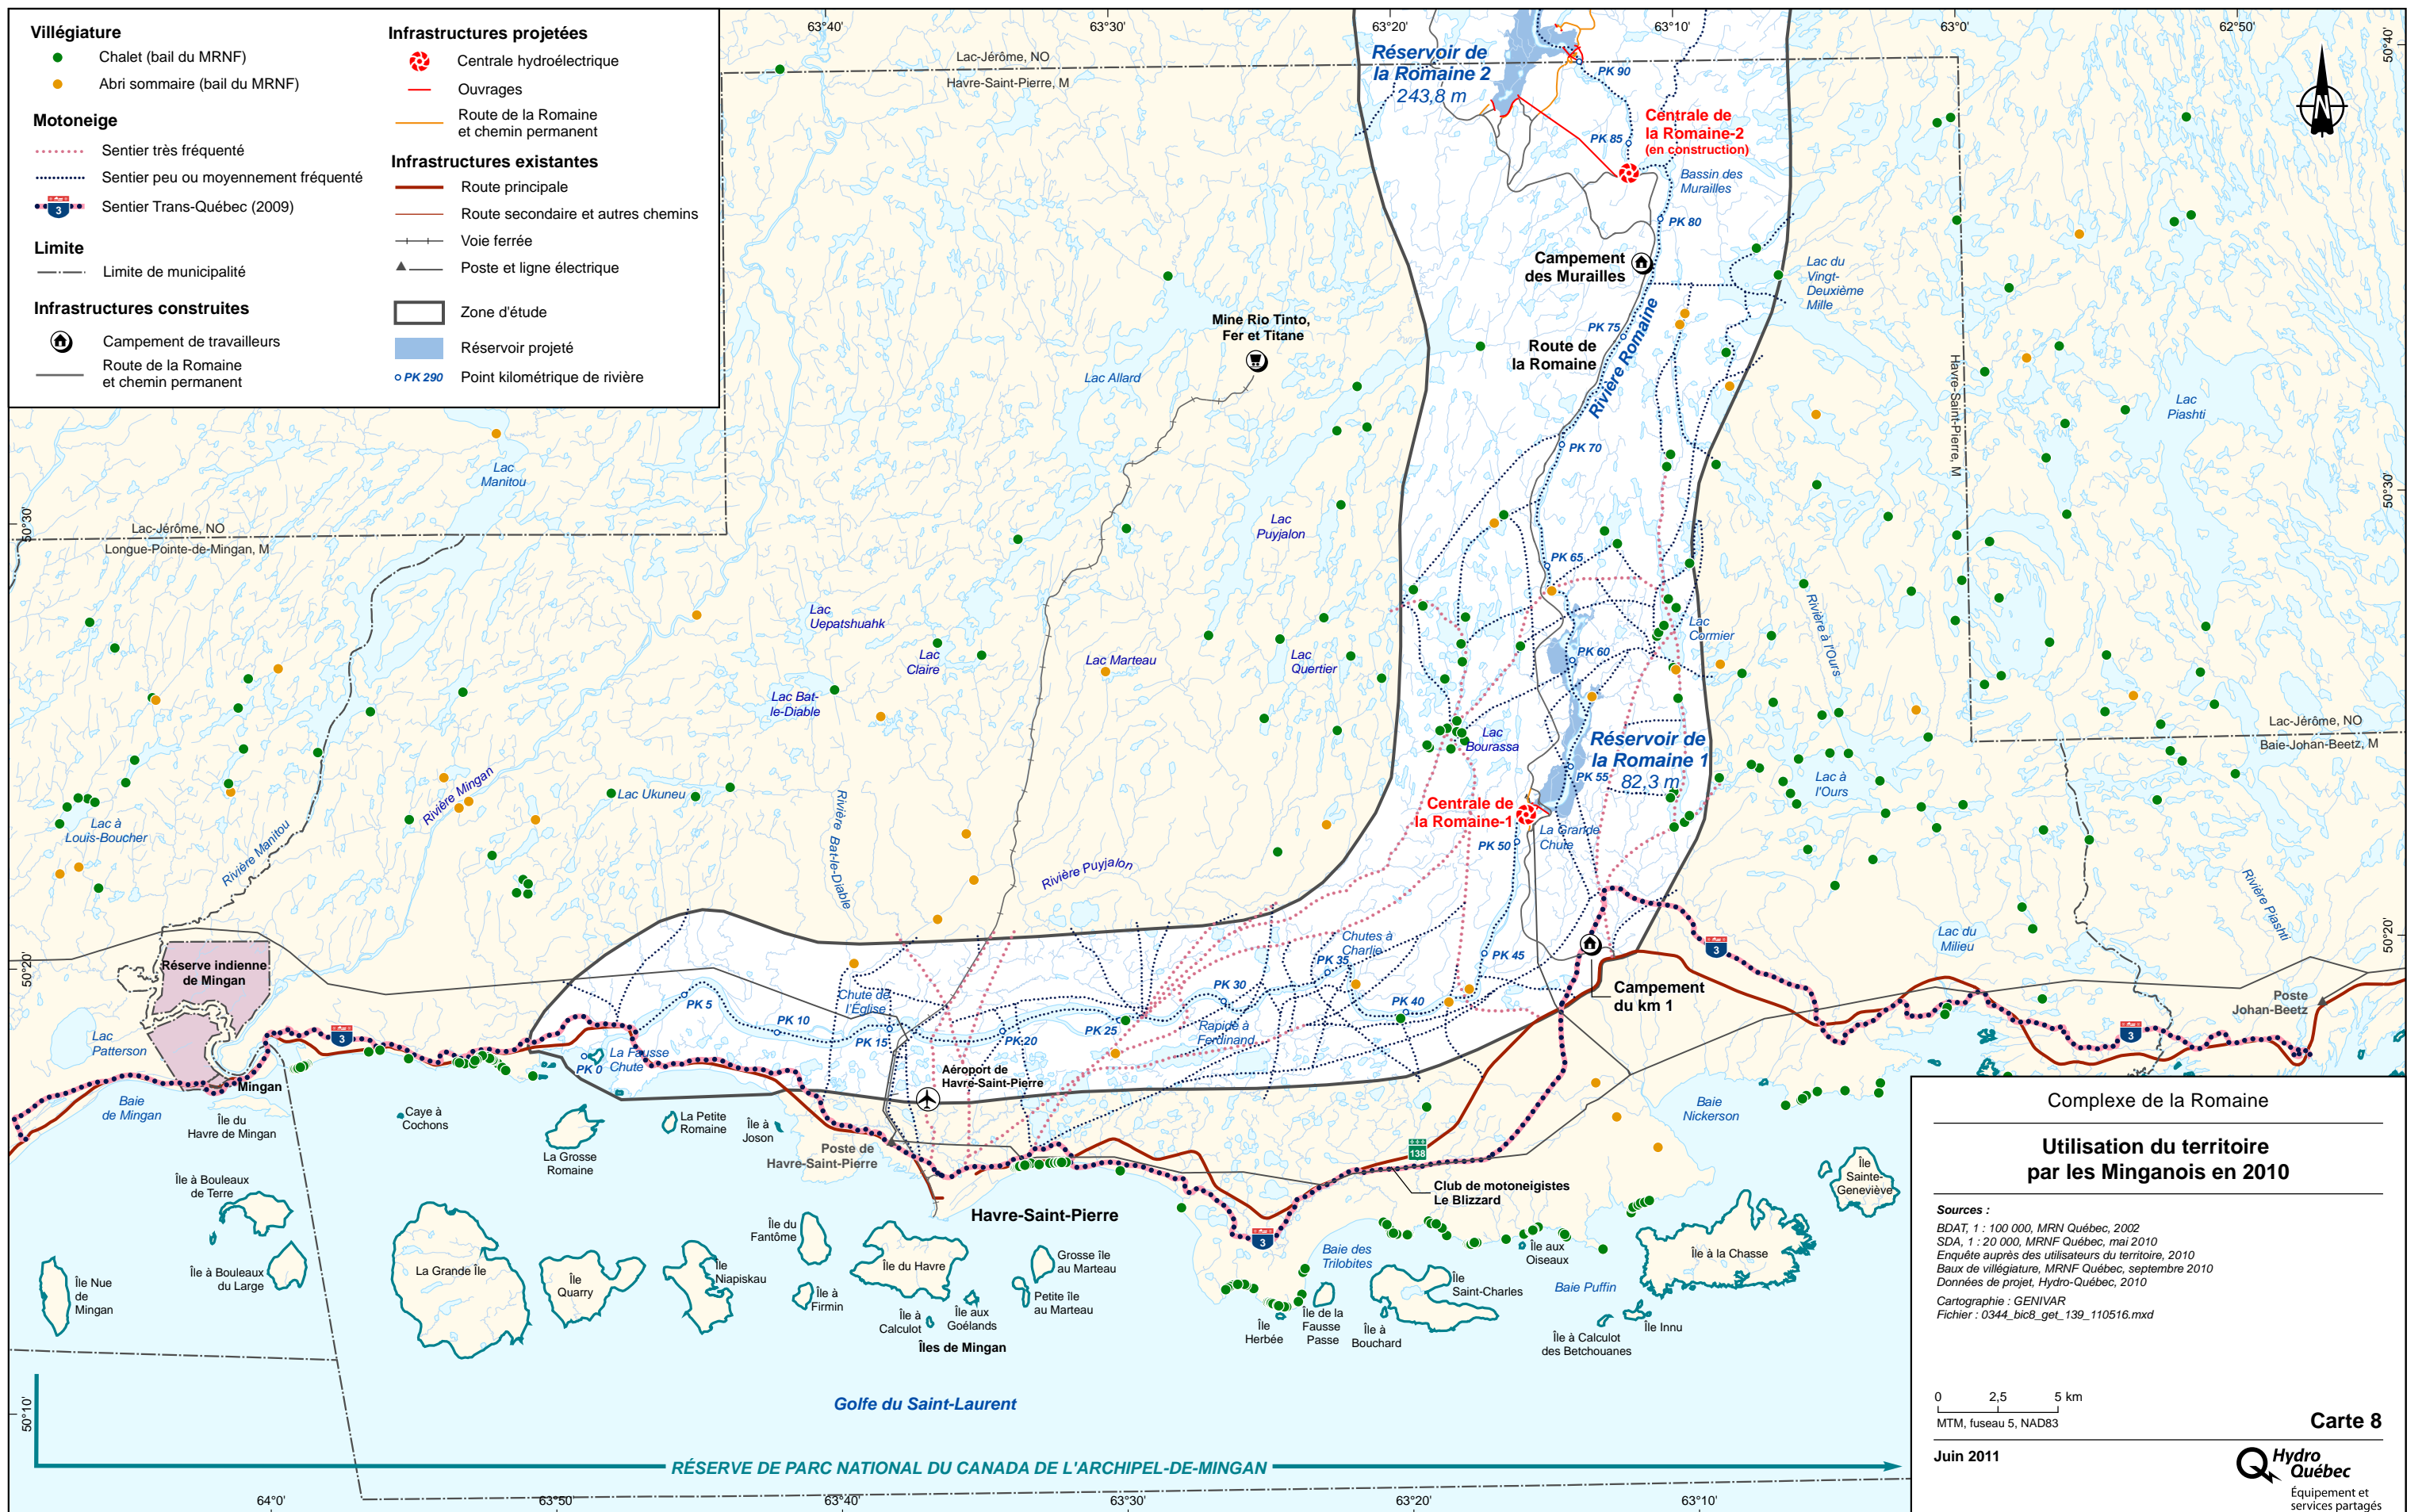 Villégiature
Chalet (bail du MRNF)
Abri sommaire (bail du MRNF)
Motoneige
Sentier très fréquenté
Sentier peu ou moyennement fréquenté
3
Sentier Trans-Québec (2009)
Limite
Limite de municipalité
Infrastructures construites
Campement de travailleurs
Route de la Romaine
et chemin permanent
Infrastructures projetées
Centrale hydroélectrique
Ouvrages
Route de la Romaine
et chemin permanent
Infrastructures existantes
Route principale
Route secondaire et autres chemins
Voie ferrée
Poste et ligne électrique
Zone d'étude
Réservoir projeté
PK 290
Point kilométrique de rivière
63°40'
63°30'
63°20'
63°10'
63°0'
62°50'
50°40'
N
Lac-Jérôme, NO
Havre-Saint-Pierre, M
Réservoir de
la Romaine 2
243,8 m
PK 90
Centrale de
la Romaine-2
(en construction)
PK 85
Bassin des
Murailles
PK 80
Campement
des Murailles
Lac du
Vingt-
Deuxième
Mille
Mine Rio Tinto,
Fer et Titane
PK 75
Route de
la Romaine
Rivière Romaine
Lac Allard
Havre-Saint-Pierre, M
Lac
Piashti
PK 70
Lac
Manitou
50°30'
50°30'
Lac-Jérôme, NO
Longue-Pointe-de-Mingan, M
Lac
Puyjalon
PK 65
Lac
Uepatshuahk
Lac
Claire
Lac Marteau
Lac
Quertier
Lac
Cormier
Rivière à l'Ours
PK 60
Lac Bat-
le-Diable
Lac
Bourassa
Réservoir de
la Romaine 1
82,3 m
PK 55
Lac-Jérôme, NO
Baie-Johan-Beetz, M
Lac à
l'Ours
Rivière Mingan
Lac Ukuneu
Rivière Bat-le-Diable
Lac à
Louis-Boucher
Rivière Manitou
Centrale de
la Romaine-1
La Grande
Chute
PK 50
Rivière Puyjalon
Rivière Piashti
Lac du
Milieu
50°20'
50°20'
Réserve indienne
de Mingan
Chutes à
Charlie
PK 35
PK 45
3
Campement
du km 1
PK 5
Chute de
l'Église
PK 30
PK 40
Poste
Johan-Beetz
PK 10
PK 15
PK 20
PK 25
Rapide à
Ferdinand
3
3
Lac
Patterson
La Fausse
Chute
PK 0
Aéroport de
Havre-Saint-Pierre
Mingan
Baie
de Mingan
Île du
Havre de Mingan
Caye à
Cochons
La Petite
Romaine
Île à
Joson
La Grosse
Romaine
Poste de
Havre-Saint-Pierre
138
Baie
Nickerson
Club de motoneigistes
Le Blizzard
Île
Sainte-
Geneviève
Île à Bouleaux
de Terre
Havre-Saint-Pierre
Île du
Fantôme
3
Baie des
Trilobites
Île aux
Oiseaux
Île à la Chasse
Île Nue
de
Mingan
Île à Bouleaux
du Large
La Grande Île
Île
Quarry
Île
Niapiskau
Île à
Firmin
Île du Havre
Grosse île
au Marteau
Petite île
au Marteau
Île à
Calculot
Île aux
Goélands
Îles de Mingan
Île
Herbée
Île de la
Fausse
Passe
Île à
Bouchard
Île
Saint-Charles
Baie Puffin
Île Innu
Île à Calculot
des Betchouanes
Golfe du Saint-Laurent
50°10'
RÉSERVE DE PARC NATIONAL DU CANADA DE L'ARCHIPEL-DE-MINGAN
64°0'
63°50'
63°40'
63°30'
63°20'
63°10'
Complexe de la Romaine
Utilisation du territoire
par les Minganois en 2010
Sources :
BDAT, 1 : 100 000, MRN Québec, 2002
SDA, 1 : 20 000, MRNF Québec, mai 2010
Enquête auprès des utilisateurs du territoire, 2010
Baux de villégiature, MRNF Québec, septembre 2010
Données de projet, Hydro-Québec, 2010
Cartographie : GENIVAR
Fichier : 0344_bic8_get_139_110516.mxd
0 2,5 5 km
MTM, fuseau 5, NAD83
Carte 8
Juin 2011
Hydro
Québec
Équipement et
services partagés